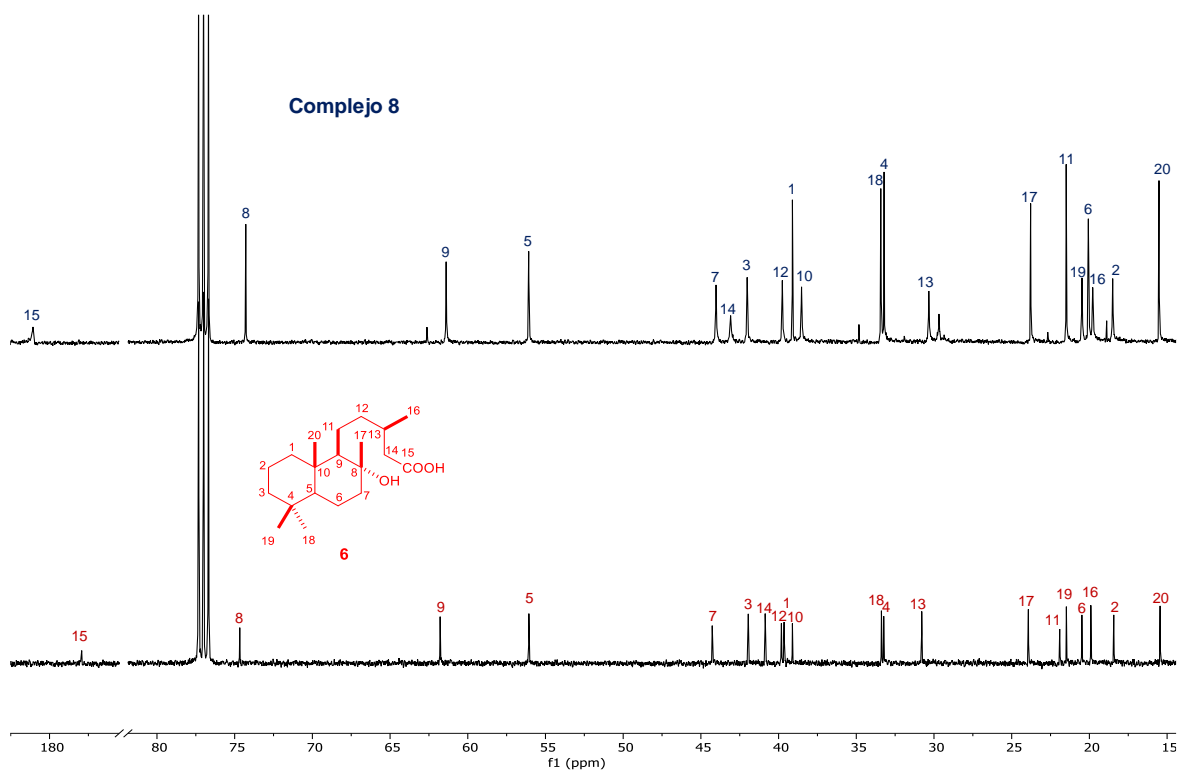 Complejo 8
15 8 9 5 7 14 3 12 1 10 18 4 13 17 11 19 6 16 2 20
12 16
11 13
20 17 14 15
1 COOH
2 9 8
10 OH
3 4 5 6 7
19 18
6
15 8 9 5 7 3 14 12 1 10 18 4 13 17 11 19 6 16 2 20
180 80 75 70 65 60 55 50 45 40 35 30 25 20 15
f1 (ppm)